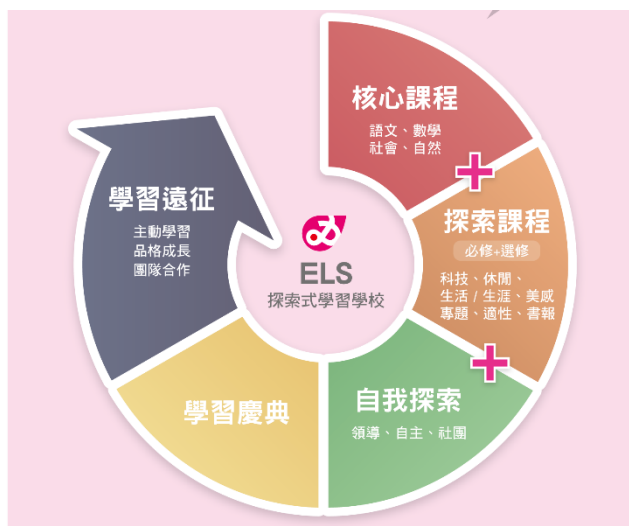 核心課程
語文、數學
社會、自然
探索課程
必修+選修
科技、休閒、
生活 / 生涯、美感
專題、適性、書報
自我探索
領導、自主、社團
學習慶典
學習遠征
主動學習
品格成長
團隊合作
ELS
探索式學習學校